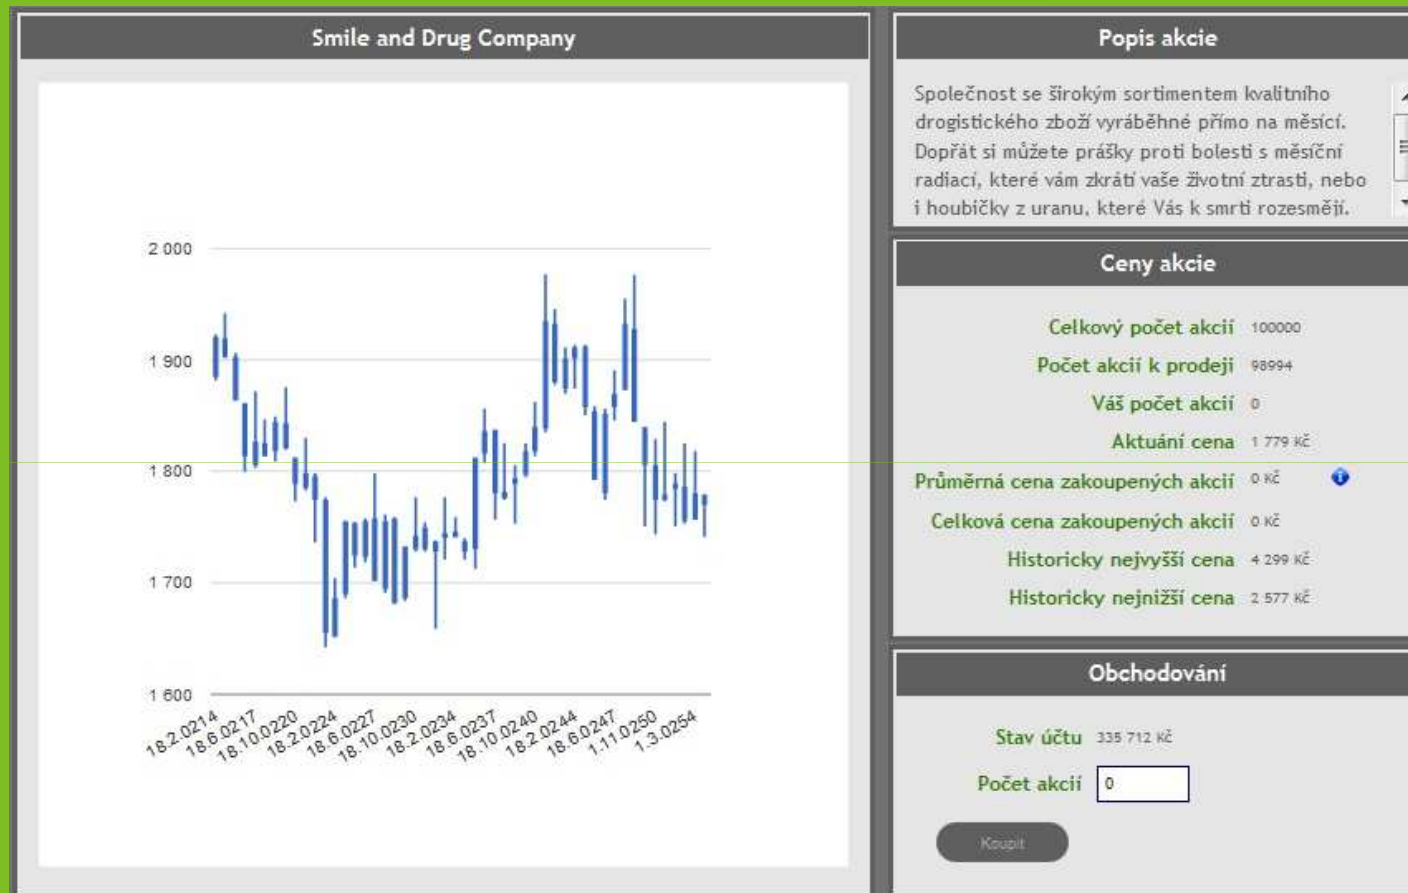 Smile and Drug Company
2 000
1 900
1 800
1 700
1 600
18.2.0214
18.6.0217
18.10.0220
18.2.0224
18.6.0227
18.10.0230
18.2.0234
18.6.0237
18.10.0240
18.2.0244
18.6.0247
1.11.0250
1.3.0254
Popis akcie
Společnost se širokým sortimentem kvalitního
drogistického zboží vyráběhné přímo na měsící.
Dopřát si můžete prášky proti bolesti s měsíční
radiací, které vám zkrátí vaše životní ztrasti, nebo
i houbičky z uranu, které Vás k smrti rozesmějí.
Ceny akcie
Celkový počet akcií 100000
Počet akcií k prodeji 98994
Váš počet akcií 0
Aktuání cena 1 779 Kč
Průměrná cena zakoupených akcií 0 Kč
Celková cena zakoupených akcií 0 Kč
Historicky nejvyšší cena 4 299 Kč
Historicky nejnižší cena 2 577 Kč
Obchodování
Stav účtu 335 712 Kč
Počet akcií 0
Koupit